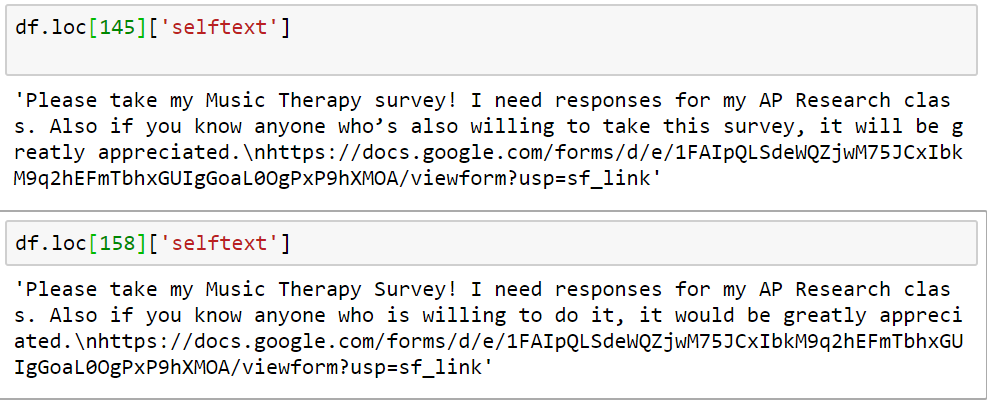 df.loc[145]['selftext']
'Please take my Music Therapy survey! I need responses for my AP Research clas
s. Also if you know anyone who’s also willing to take this survey, it will be g
reatly appreciated.\nhttps://docs.google.com/forms/d/e/1FAIpQLSdeWQZjwM75JCxIbk
M9q2hEFmTbhxGUIgGoaL0OgPxP9hXMOA/viewform?usp=sf_link'
df.loc[158]['selftext']
'Please take my Music Therapy Survey! I need responses for my AP Research clas
s. Also if you know anyone who is willing to do it, it would be greatly appreci
ated.\nhttps://docs.google.com/forms/d/e/1FAIpQLSdeWQZjwM75JCxIbkM9q2hEFmTbhxGU
IgGoaL0OgPxP9hXMOA/viewform?usp=sf_link'